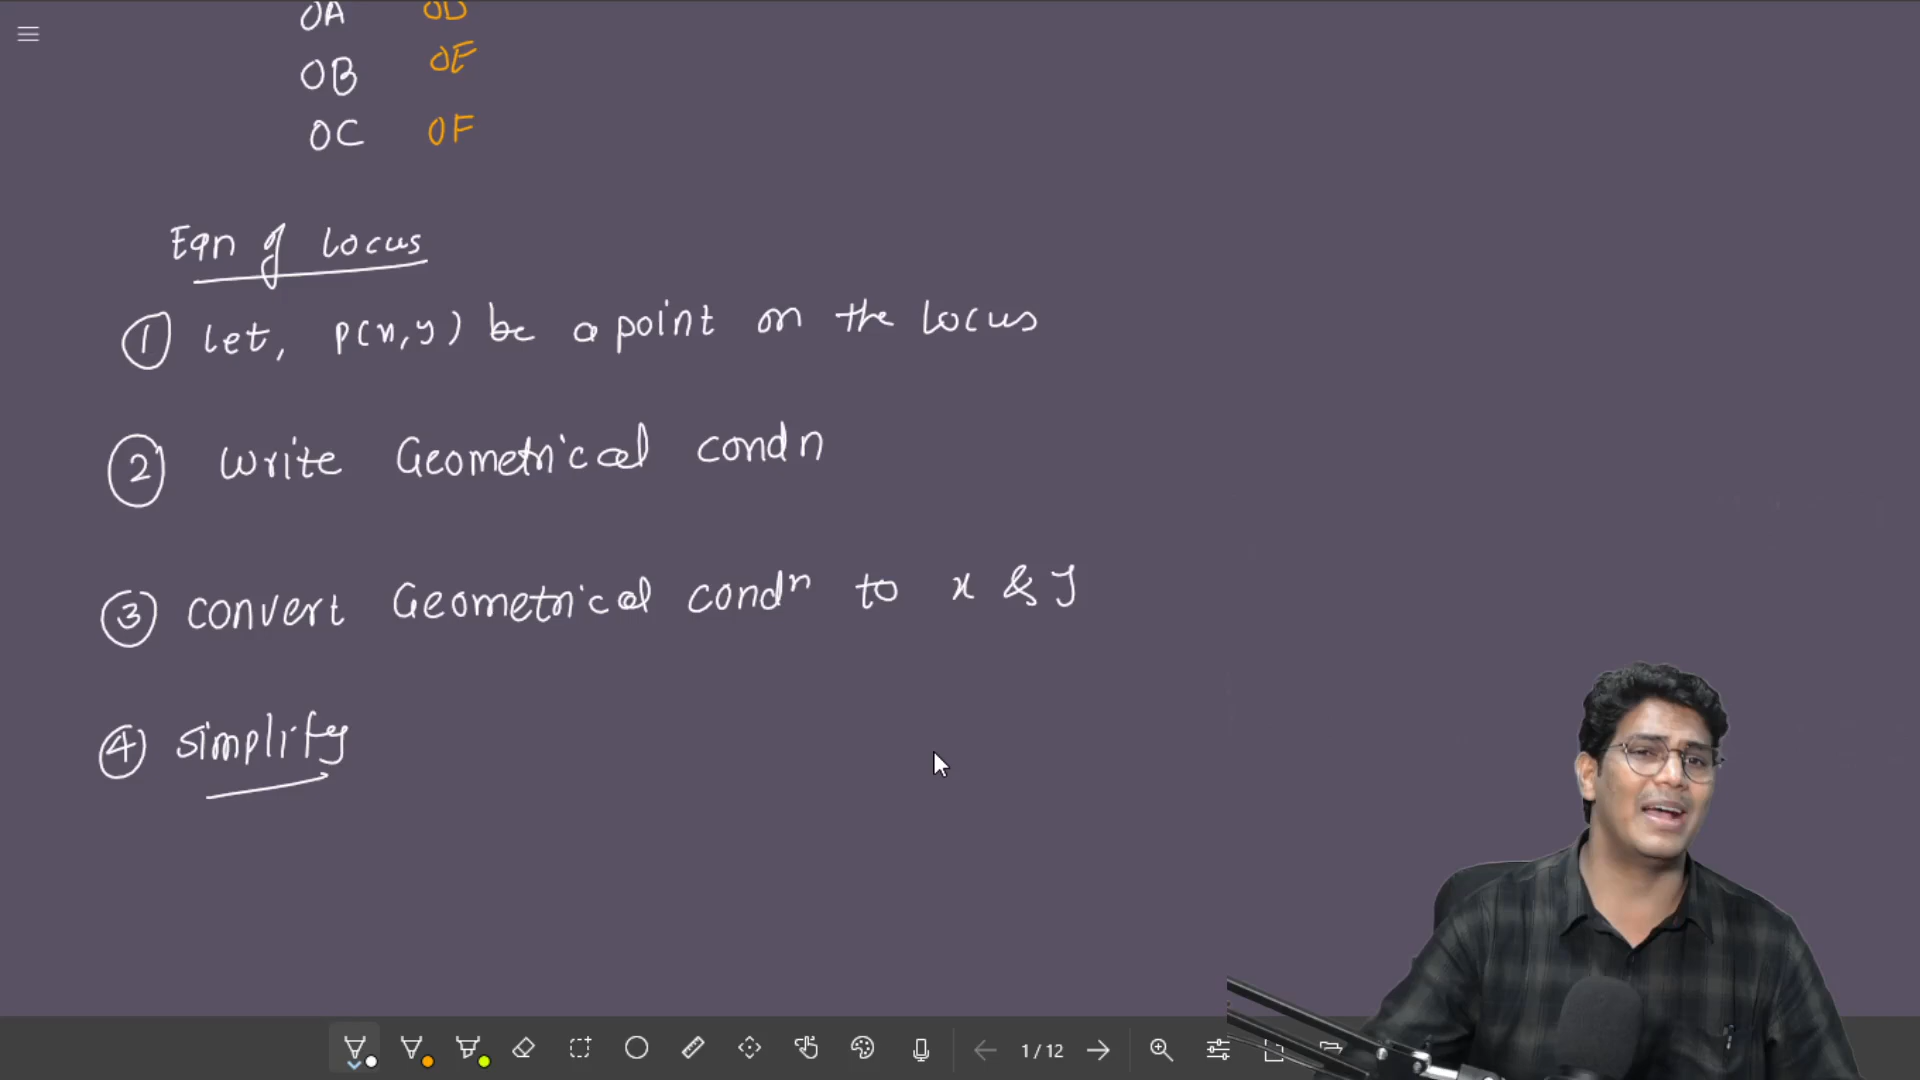 OA OD
OB OE
OC OF
Eqn of Locus
① Let, P(x,y) be a point on the Locus
② Write Geometrical condn
③ Convert Geometrical condn to x & y
④ Simplify
1 / 12